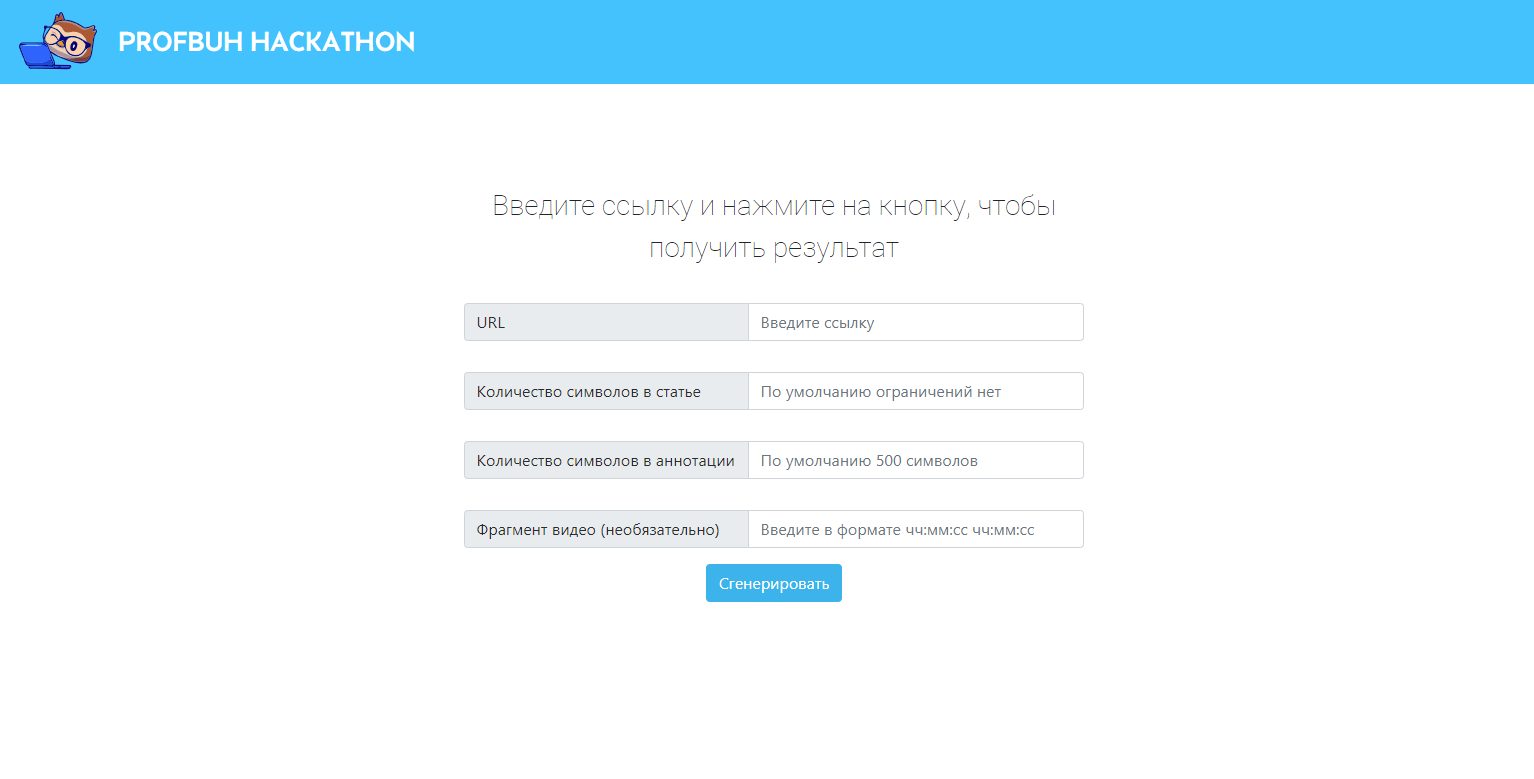 PROFBUH HACKATHON
Введите ссылку и нажмите на кнопку, чтобы
получить результат
URL
Введите ссылку
Количество символов в статье
По умолчанию ограничений нет
Количество символов в аннотации
По умолчанию 500 символов
Фрагмент видео (необязательно)
Введите в формате чч:мм:сс чч:мм:сс
Сгенерировать